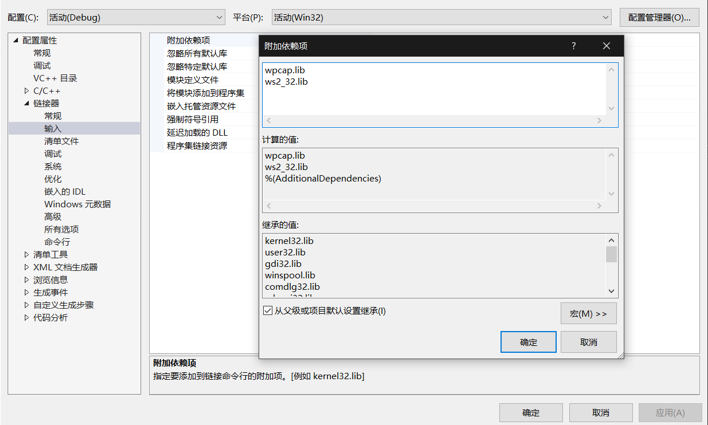 配置(C):
活动(Debug)
平台(P):
活动(Win32)
配置管理器(O)...
配置属性
常规
调试
VC++ 目录
C/C++
链接器
常规
输入
清单文件
调试
系统
优化
嵌入的 IDL
Windows 元数据
高级
所有选项
命令行
清单工具
XML 文档生成器
浏览信息
生成事件
自定义生成步骤
代码分析
附加依赖项
忽略所有默认库
忽略特定默认库
模块定义文件
将模块添加到程序集
嵌入托管资源文件
强制符号引用
延迟加载的 DLL
程序集链接资源
附加依赖项
?
wpcap.lib
ws2_32.lib
计算的值:
wpcap.lib
ws2_32.lib
%(AdditionalDependencies)
继承的值:
kernel32.lib
user32.lib
gdi32.lib
winspool.lib
comdlg32.lib
从父级或项目默认设置继承(I)
宏(M) >>
确定
取消
附加依赖项
指定要添加到链接命令行的附加项。[例如 kernel32.lib]
确定
取消
应用(A)